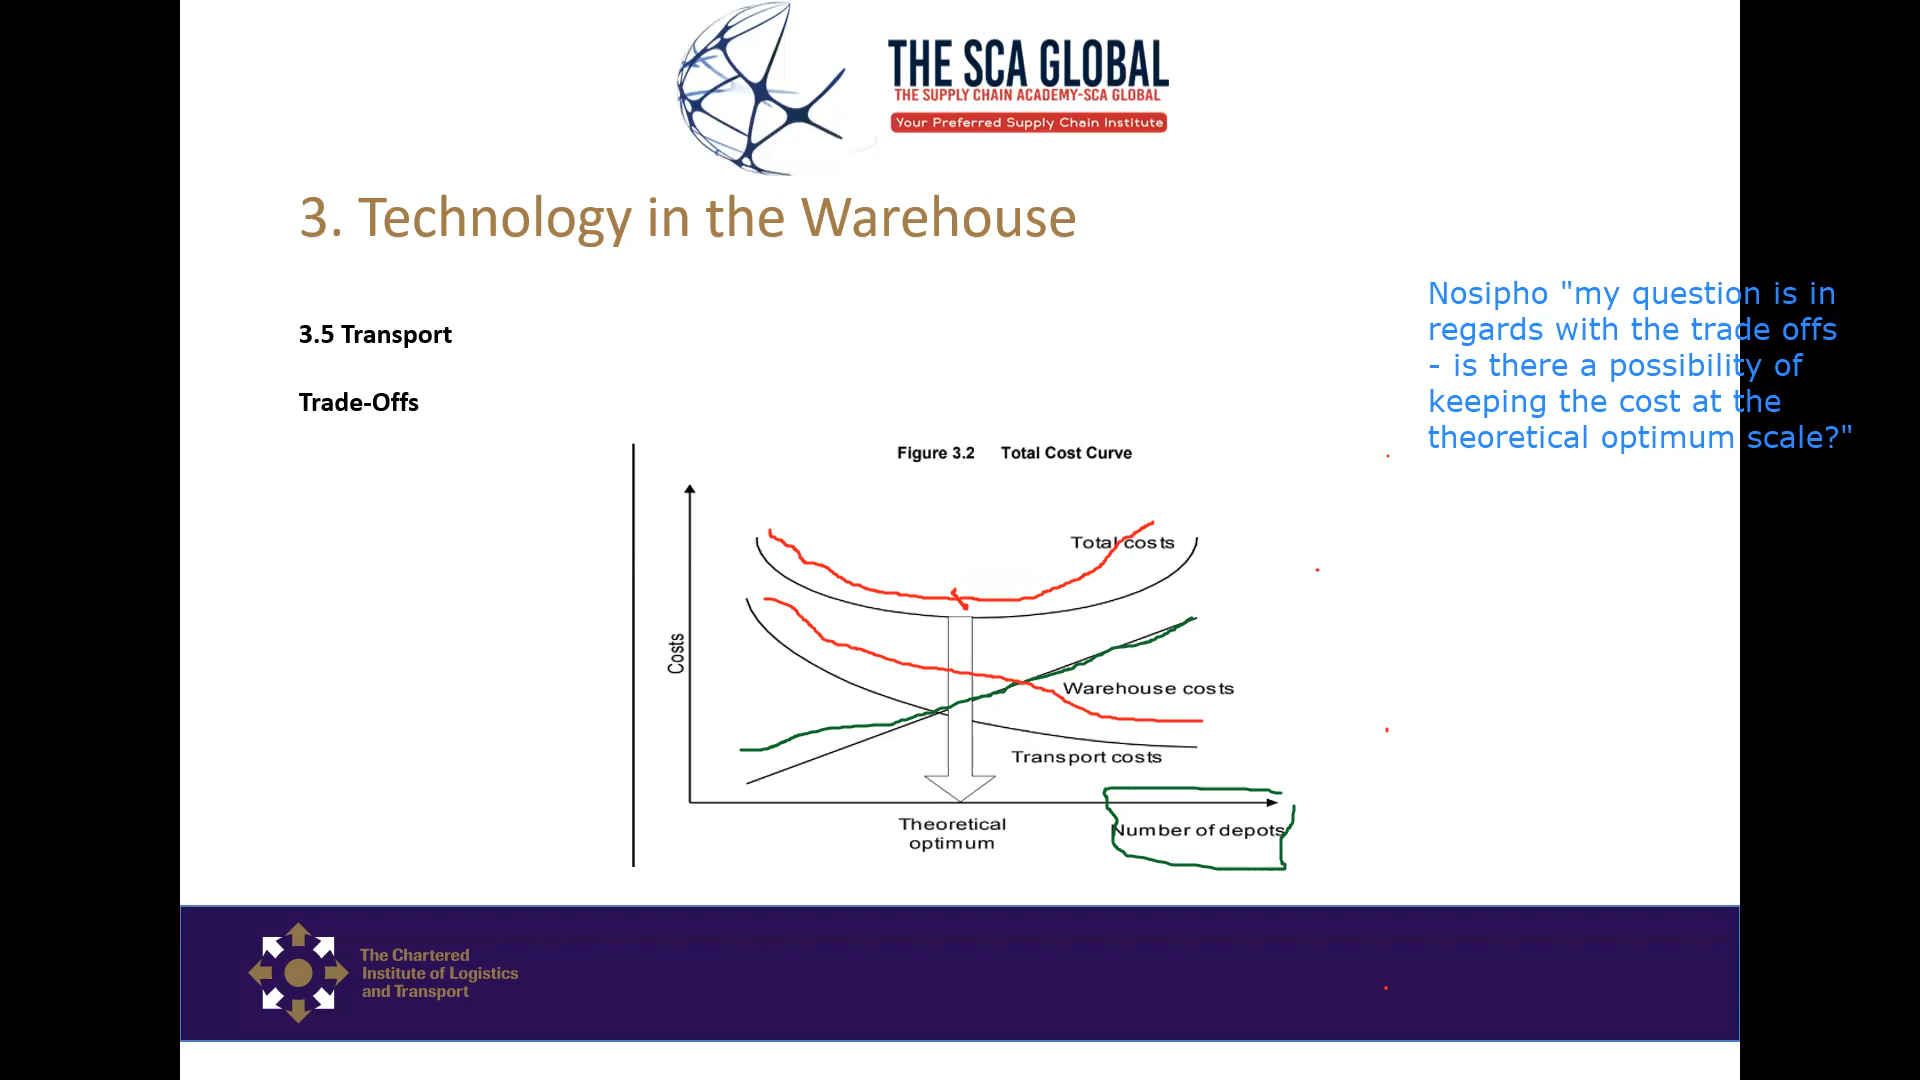 THE SCA GLOBAL
THE SUPPLY CHAIN ACADEMY-SCA GLOBAL
Your Preferred Supply Chain Institute
3. Technology in the Warehouse
3.5 Transport
Trade-Offs
Nosipho "my question is in
regards with the trade offs
- is there a possibility of
keeping the cost at the
theoretical optimum scale?"
Figure 3.2 Total Cost Curve
Total costs
Costs
Warehouse costs
Transport costs
Theoretical
optimum
Number of depots
The Chartered
Institute of Logistics
and Transport